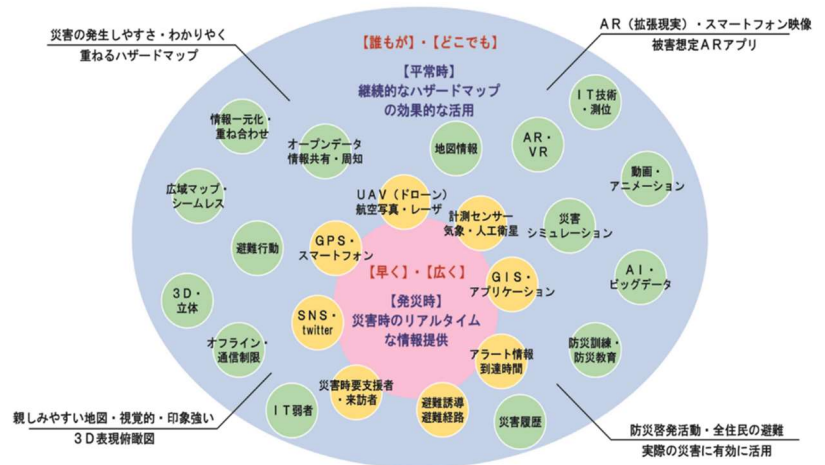 災害の発生しやすさ・わかりやく
重ねるハザードマップ
ＡＲ（拡張現実）・スマートフォン映像
被害想定ＡＲアプリ
【誰もが】・【どこでも】
【平常時】
継続的なハザードマップ
の効果的な活用
ＩＴ技術
・測位
情報一元化・
重ね合わせ
オープンデータ
情報共有・周知
地図情報
ＡＲ・
ＶＲ
動画・
アニメーション
広域マップ・
シームレス
ＵＡＶ（ドローン）
航空写真・レーザ
計測センサー
気象・人工衛星
災害
シミュレーション
避難行動
ＧＰＳ・
スマートフォン
【早く】・【広く】
ＧＩＳ・
アプリケーション
ＡＩ・
ビッグデータ
３Ｄ・
立体
【発災時】
災害時のリアルタイム
な情報提供
ＳＮＳ・
twitter
オフライン・
通信制限
アラート情報
到達時間
防災訓練・
防災教育
災害時要支援者
・来訪者
避難誘導
避難経路
ＩＴ弱者
災害履歴
親しみやすい地図・視覚的・印象強い
３Ｄ表現俯瞰図
防災啓発活動・全住民の避難
実際の災害に有効に活用